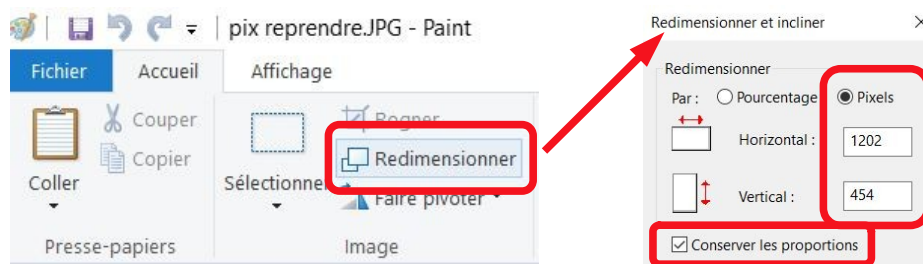 pix reprendre.JPG - Paint
Fichier Accueil Affichage
Couper
Copier
Coller
Presse-papiers
Sélectionner
Rogner
Redimensionner
Faire pivoter
Image
Redimensionner et incliner
Redimensionner
Par : Pourcentage Pixels
Horizontal : 1202
Vertical : 454
Conserver les proportions